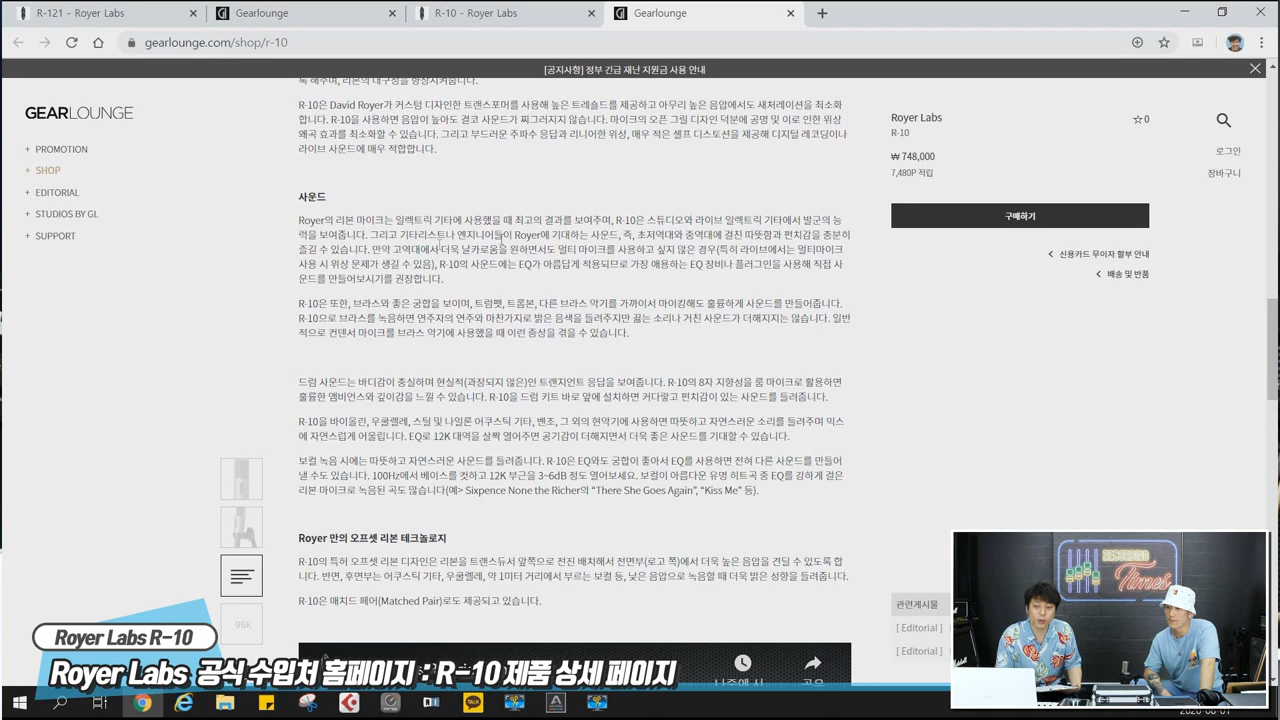 R-121 - Royer Labs
Gearlounge
R-10 - Royer Labs
Gearlounge
gearlounge.com/shop/r-10
[공지사항] 정부 긴급 재난 지원금 사용 안내
GEARLOUNGE
+ PROMOTION
+ SHOP
+ EDITORIAL
+ STUDIOS BY GL
+ SUPPORT
록 해주며, 리본의 내구성을 향상시켜줍니다.
R-10은 David Royer가 커스텀 디자인한 트랜스포머를 사용해 높은 트레숄드를 제공하고 아무리 높은 음압에서도 새처레이션을 최소화
합니다. R-10을 사용하면 음압이 높아도 결코 사운드가 찌그러지지 않습니다. 마이크의 오픈 그릴 디자인 덕분에 공명 및 이로 인한 위상
왜곡 효과를 최소화할 수 있습니다. 그리고 부드러운 주파수 응답과 리니어한 위상, 매우 적은 셀프 디스토션을 제공해 디지털 레코딩이나
라이브 사운드에 매우 적합합니다.
사운드
Royer의 리본 마이크는 일렉트릭 기타에 사용했을 때 최고의 결과를 보여주며, R-10은 스튜디오와 라이브 일렉트릭 기타에서 발군의 능
력을 보여줍니다. 그리고 기타리스트나 엔지니어들이 Royer에 기대하는 사운드, 즉, 초저역대와 중역대에 걸친 따뜻함과 펀치감을 충분히
즐길 수 있습니다. 만약 고역대에서 더욱 날카로움을 원하면서도 멀티 마이크를 사용하고 싶지 않은 경우(특히 라이브에서는 멀티마이크
사용 시 위상 문제가 생길 수 있음), R-10의 사운드에는 EQ가 아름답게 적용되므로 가장 애용하는 EQ 장비나 플러그인을 사용해 직접 사
운드를 만들어보시기를 권장합니다.
R-10은 또한, 브라스와 좋은 궁합을 보이며, 트럼펫, 트롬본, 다른 브라스 악기를 가까이서 마이킹해도 훌륭하게 사운드를 만들어줍니다.
R-10으로 브라스를 녹음하면 연주자의 연주와 마찬가지로 밝은 음색을 들려주지만 끓는 소리나 거친 사운드가 더해지지는 않습니다. 일반
적으로 컨덴서 마이크를 브라스 악기에 사용했을 때 이런 증상을 겪을 수 있습니다.
드럼 사운드는 바디감이 충실하며 현실적(과장되지 않은)인 트랜지언트 응답을 보여줍니다. R-10의 8자 지향성을 룸 마이크로 활용하면
훌륭한 앰비언스와 깊이감을 느낄 수 있습니다. R-10을 드럼 키트 바로 앞에 설치하면 커다랗고 펀치감이 있는 사운드를 들려줍니다.
R-10을 바이올린, 우쿨렐레, 스틸 및 나일론 어쿠스틱 기타, 밴조, 그 외의 현악기에 사용하면 따뜻하고 자연스러운 소리를 들려주며 믹스
에 자연스럽게 어울립니다. EQ로 12K 대역을 살짝 열어주면 공기감이 더해지면서 더욱 좋은 사운드를 기대할 수 있습니다.
보컬 녹음 시에는 따뜻하고 자연스러운 사운드를 들려줍니다. R-10은 EQ와도 궁합이 좋아서 EQ를 사용하면 전혀 다른 사운드를 만들어
낼 수도 있습니다. 100Hz에서 베이스를 컷하고 12K 부근을 3~6dB 정도 열어보세요. 보컬이 아름다운 유명 히트곡 중 EQ를 강하게 걸은
리본 마이크로 녹음된 곡도 많습니다(예> Sixpence None the Richer의 “There She Goes Again”, “Kiss Me” 등).
Royer 만의 오프셋 리본 테크놀로지
R-10의 특허 오프셋 리본 디자인은 리본을 트랜스듀서 앞쪽으로 전진 배치해서 전면부(로고 쪽)에서 더욱 높은 음압을 견딜 수 있도록 합
니다. 반면, 후면부는 어쿠스틱 기타, 우쿨렐레, 약 1미터 거리에서 부르는 보컬 등, 낮은 음압으로 녹음할 때 더욱 밝은 성향을 들려줍니다.
R-10은 매치드 페어(Matched Pair)로도 제공되고 있습니다.
Royer Labs
☆0
R-10
₩ 748,000
7,480P 적립
구매하기
신용카드 무이자 할부 안내
배송 및 반품
로그인
장바구니
관련게시물
[ Editorial ]
[ Editorial ]
96k
나중에 시
공유
Times
Royer Labs R-10
Royer Labs 공식 수입처 홈페이지 : R-10 제품 상세 페이지
TALK